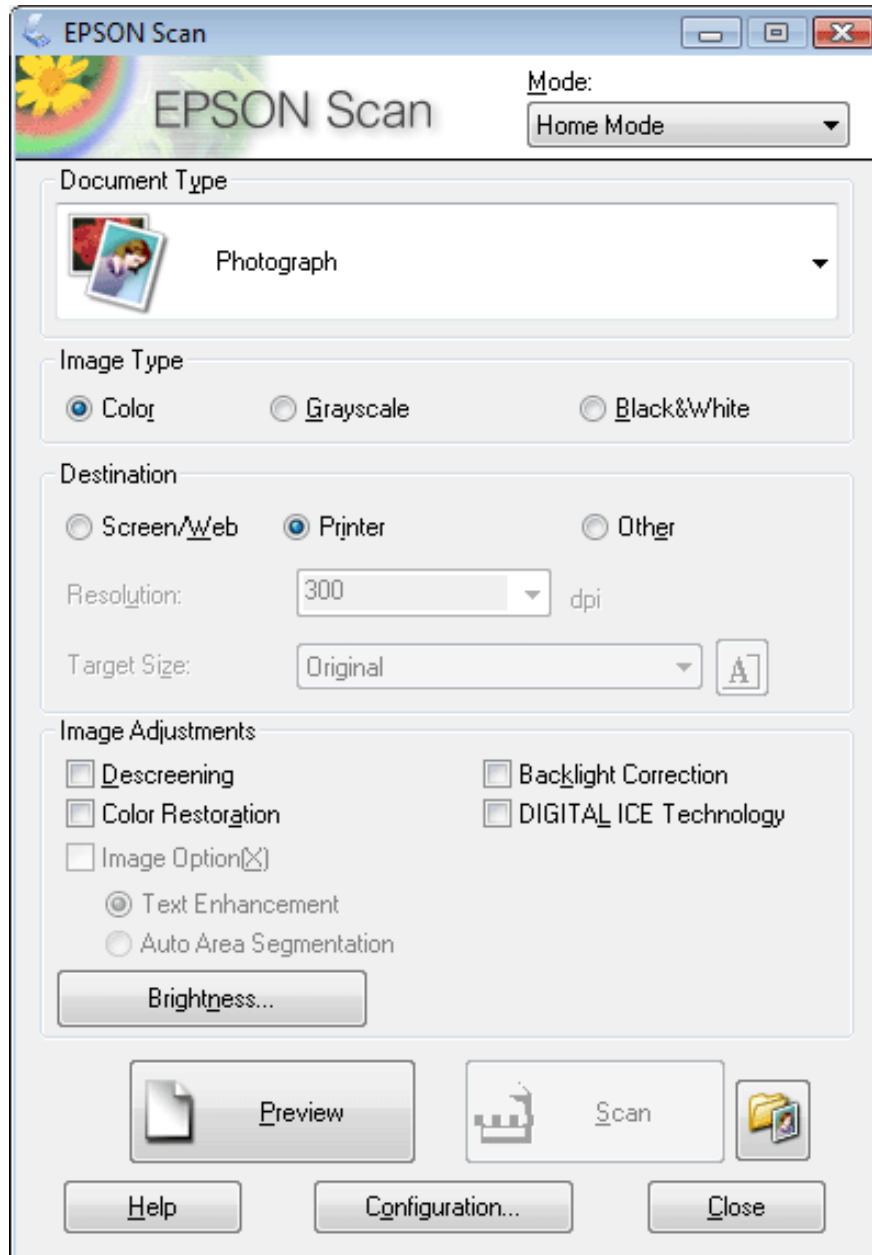 EPSON Scan
EPSON Scan
Mode:
Home Mode
Document Type
Photograph
Image Type
Color
Grayscale
Black&White
Destination
Screen/Web
Printer
Other
Resolution:
300
dpi
Target Size:
Original
A
Image Adjustments
Descreening
Backlight Correction
Color Restoration
DIGITAL ICE Technology
Image Option(X)
Text Enhancement
Auto Area Segmentation
Brightness...
Preview
Scan
Help
Configuration...
Close